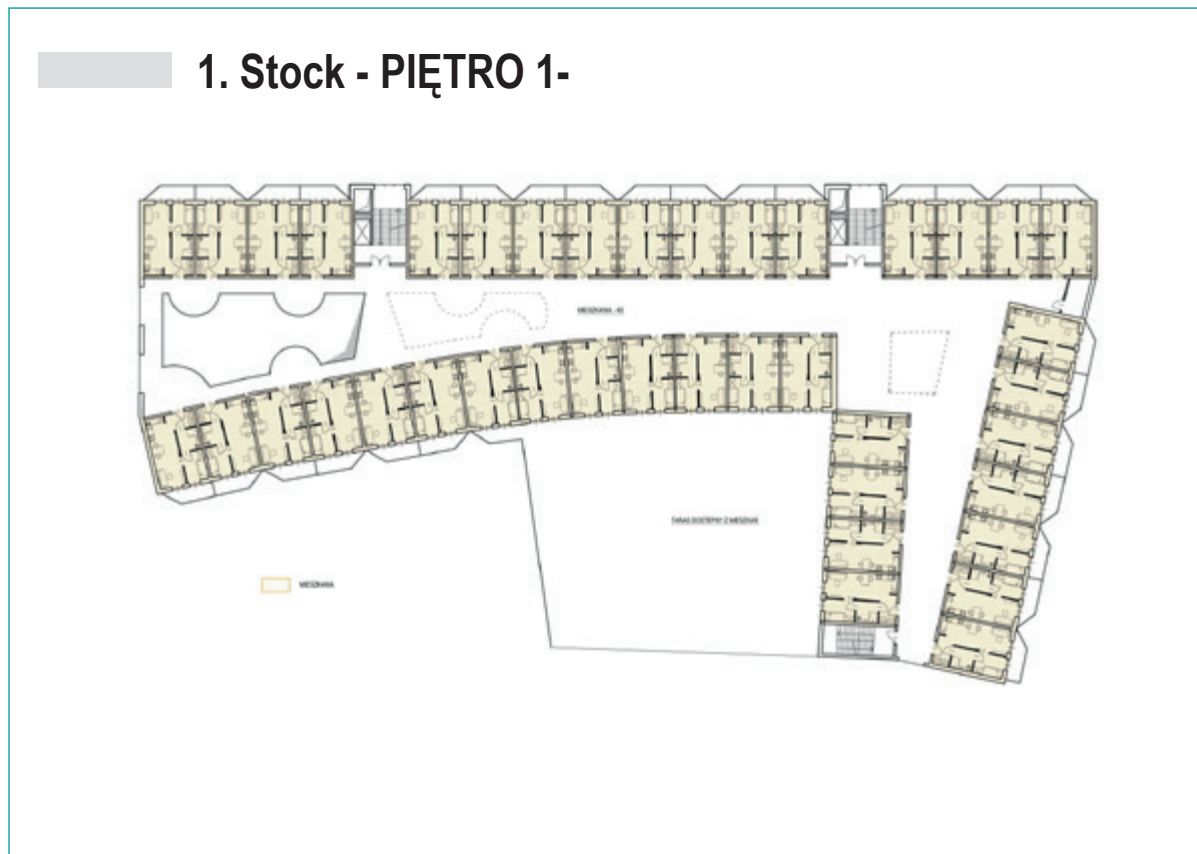 1. Stock - PIĘTRO 1-
MIESZKANIA - 40
TARAS DOSTĘPNY Z MIESZKAŃ
MIESZKANIA